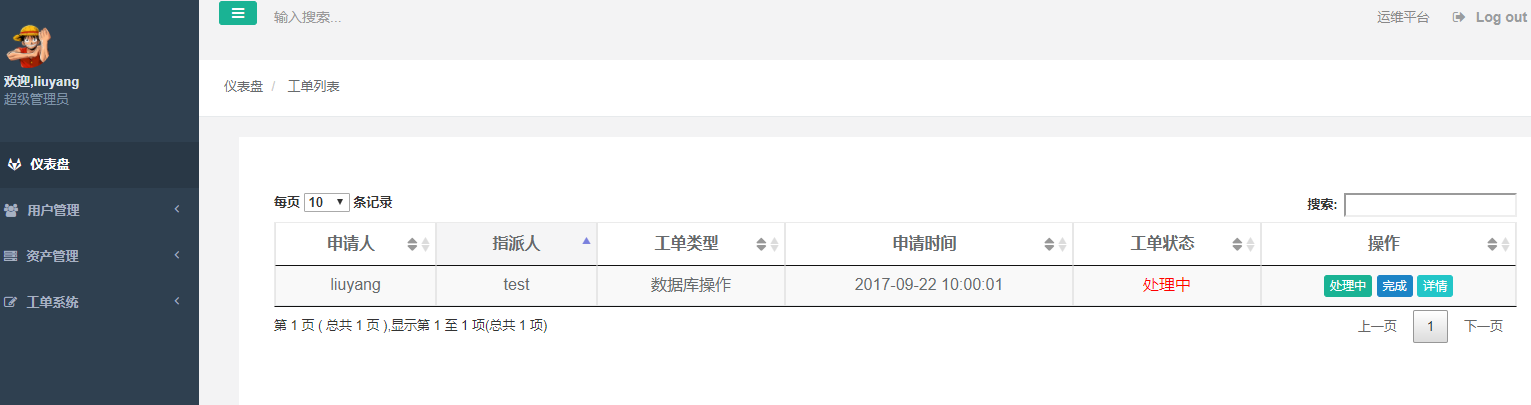 输入搜索...
运维平台 Log out
欢迎,liuyang
超级管理员
仪表盘 / 工单列表
仪表盘
用户管理
资产管理
工单系统
每页 10 条记录
搜索:
申请人 指派人 工单类型 申请时间 工单状态 操作
liuyang test 数据库操作 2017-09-22 10:00:01 处理中 处理中 完成 详情
第 1 页 ( 总共 1 页 ),显示第 1 至 1 项(总共 1 项)
上一页 1 下一页